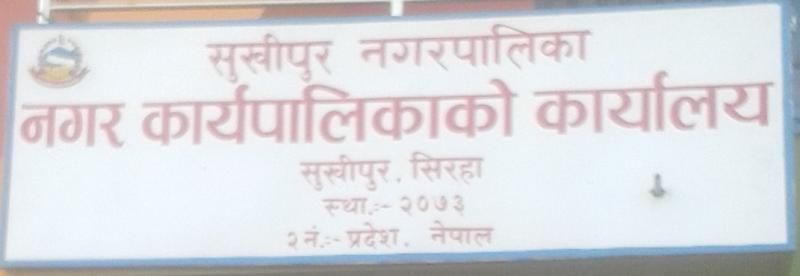 सुखीपुर नगरपालिका
नगर कार्यपालिकाको कार्यालय
सुखीपुर, सिरहा
स्था.:- २०७३
२ नं.:- प्रदेश, नेपाल